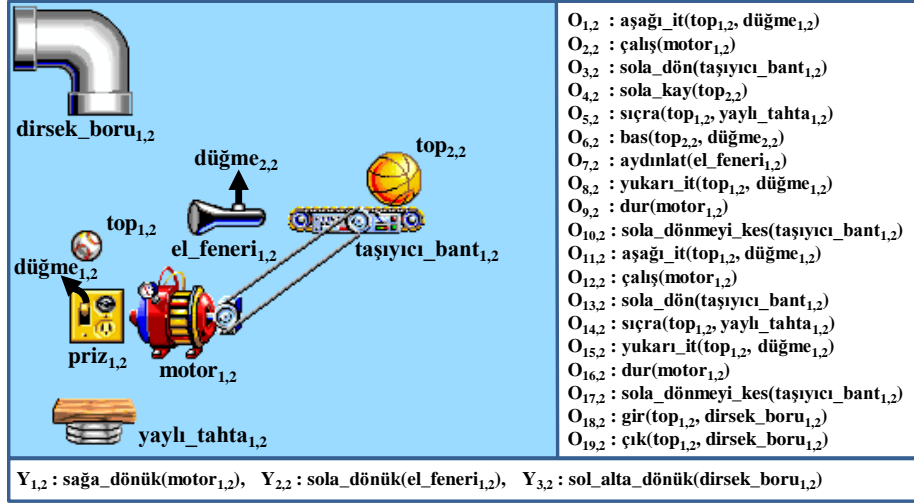 dirsek_boru1,2
düğme2,2
top2,2
top1,2
el_feneri1,2
taşıyıcı_bant1,2
düğme1,2
priz1,2
motor1,2
yaylı_tahta1,2
O1,2 : aşağı_it(top1,2, düğme1,2)
O2,2 : çalış(motor1,2)
O3,2 : sola_dön(taşıyıcı_bant1,2)
O4,2 : sola_kay(top2,2)
O5,2 : sıçra(top1,2, yaylı_tahta1,2)
O6,2 : bas(top2,2, düğme2,2)
O7,2 : aydınlat(el_feneri1,2)
O8,2 : yukarı_it(top1,2, düğme1,2)
O9,2 : dur(motor1,2)
O10,2 : sola_dönmeyi_kes(taşıyıcı_bant1,2)
O11,2 : aşağı_it(top1,2, düğme1,2)
O12,2 : çalış(motor1,2)
O13,2 : sola_dön(taşıyıcı_bant1,2)
O14,2 : sıçra(top1,2, yaylı_tahta1,2)
O15,2 : yukarı_it(top1,2, düğme1,2)
O16,2 : dur(motor1,2)
O17,2 : sola_dönmeyi_kes(taşıyıcı_bant1,2)
O18,2 : gir(top1,2, dirsek_boru1,2)
O19,2 : çık(top1,2, dirsek_boru1,2)
Y1,2 : sağa_dönük(motor1,2), Y2,2 : sola_dönük(el_feneri1,2), Y3,2 : sol_alta_dönük(dirsek_boru1,2)